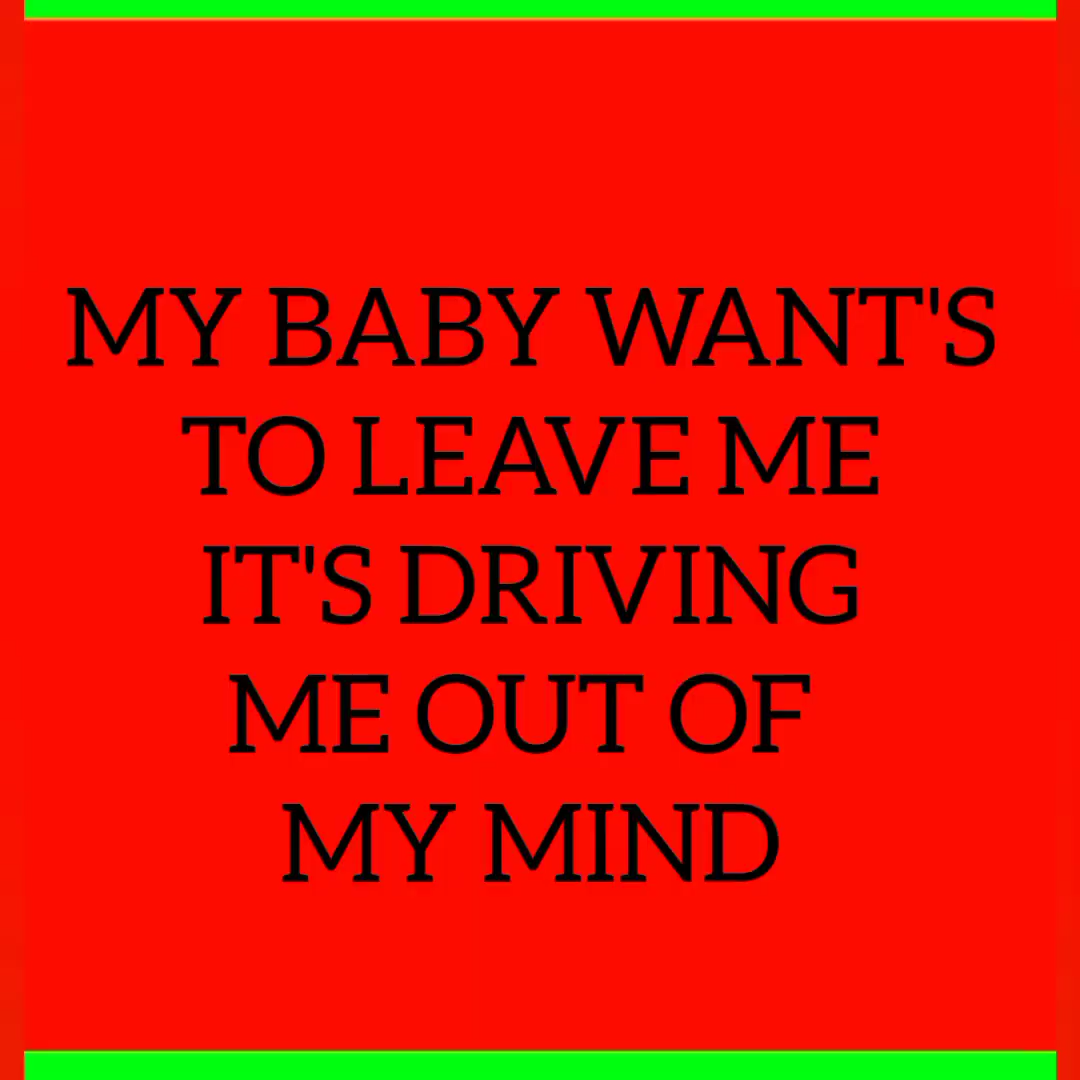 MY BABY WANT'S
TO LEAVE ME
IT'S DRIVING
ME OUT OF
MY MIND